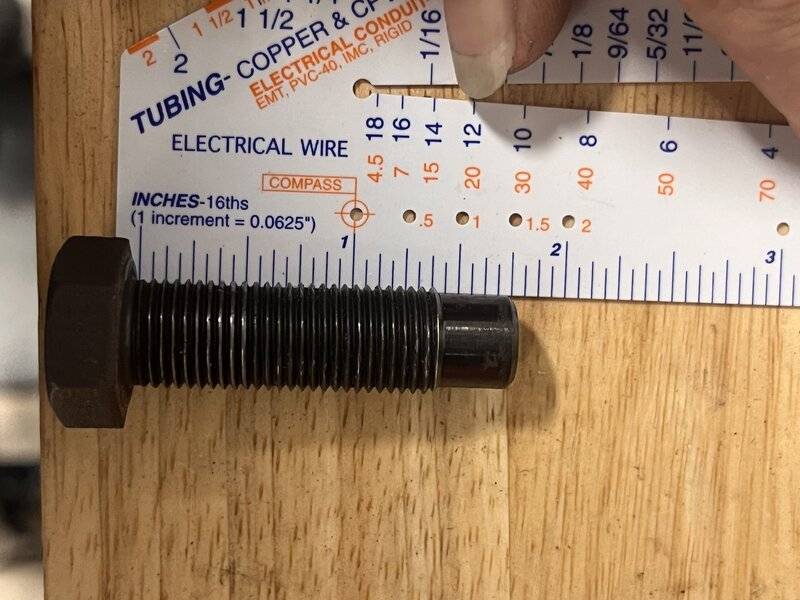 2
1 1/2
1 1/2
2
TUBING- COPPER & CP
ELECTRICAL CONDUI
EMT, PVC-40, IMC, RIGID
1/16
1/8
9/64
5/32
11/
ELECTRICAL WIRE
18 16 14 12 10 8 6 4
4.5 7 15 20 30 40 50 70
COMPASS
INCHES-16ths
(1 increment = 0.0625")
.5 1 1.5 2
1 2 3